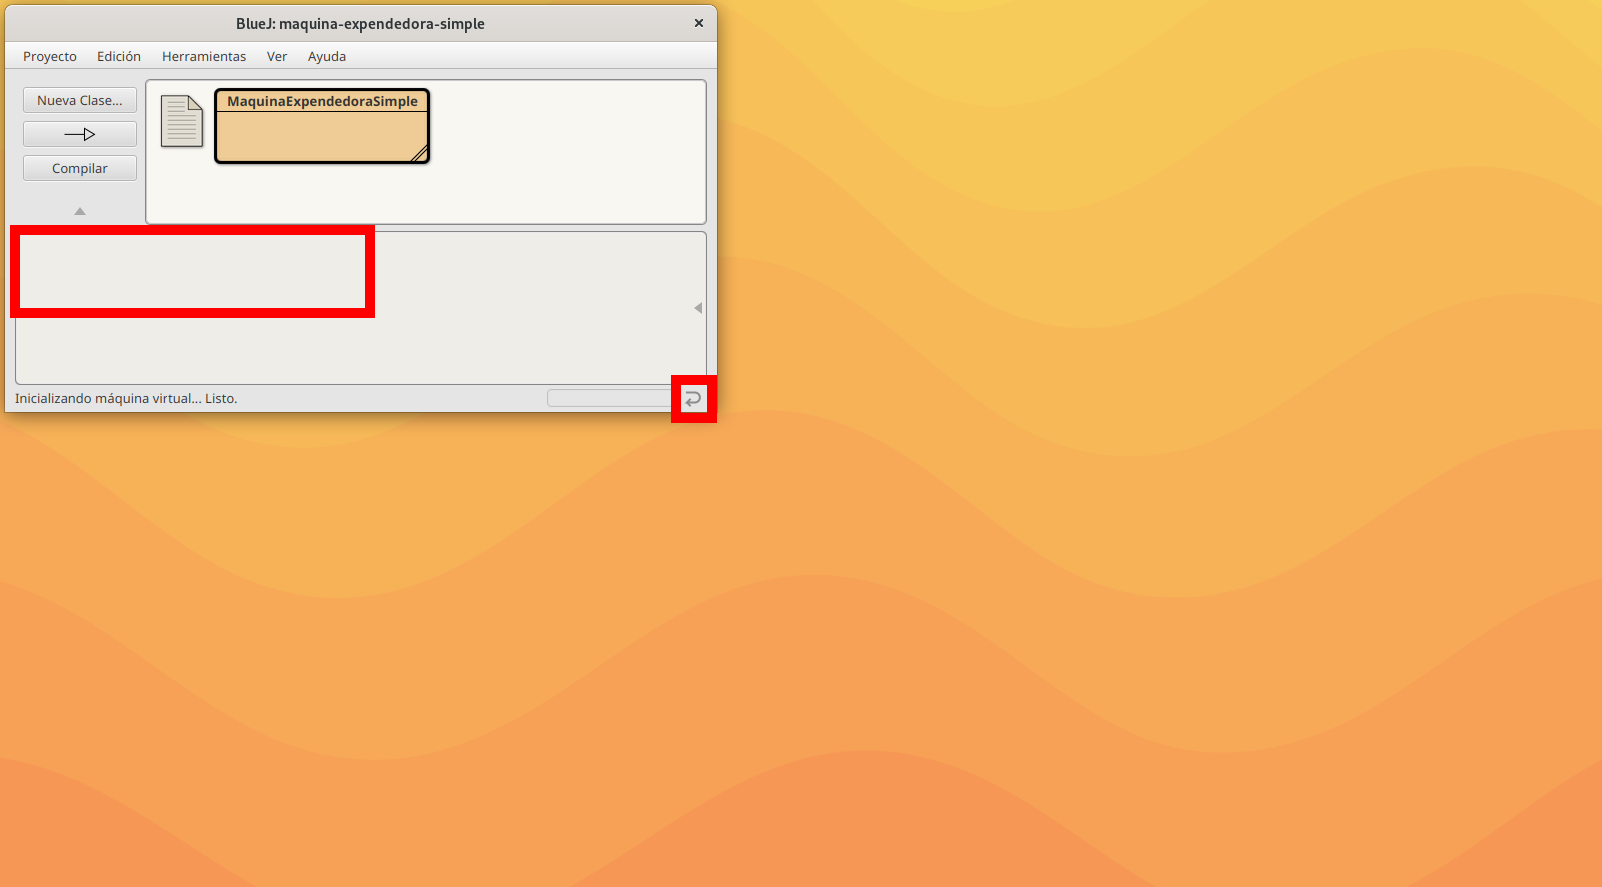 BlueJ: maquina-expendedora-simple
Proyecto Edición Herramientas Ver Ayuda
Nueva Clase...
MaquinaExpendedoraSimple
Compilar
Inicializando máquina virtual... Listo.